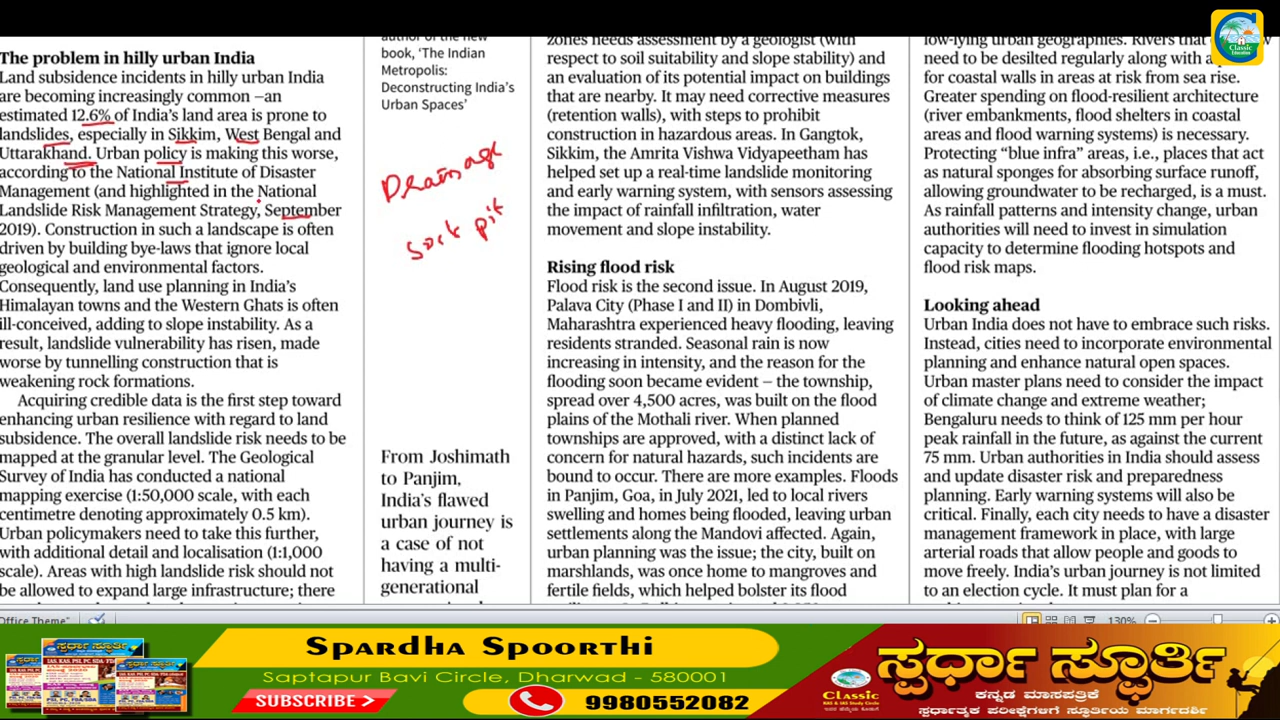 The problem in hilly urban India
Land subsidence incidents in hilly urban India
are becoming increasingly common —an
estimated 12.6% of India's land area is prone to
landslides, especially in Sikkim, West Bengal and
Uttarakhand. Urban policy is making this worse,
according to the National Institute of Disaster
Management (and highlighted in the National
Landslide Risk Management Strategy, September
2019). Construction in such a landscape is often
driven by building bye-laws that ignore local
geological and environmental factors.
Consequently, land use planning in India's
Himalayan towns and the Western Ghats is often
ill-conceived, adding to slope instability. As a
result, landslide vulnerability has risen, made
worse by tunnelling construction that is
weakening rock formations.
Acquiring credible data is the first step toward
enhancing urban resilience with regard to land
subsidence. The overall landslide risk needs to be
mapped at the granular level. The Geological
Survey of India has conducted a national
mapping exercise (1:50,000 scale, with each
centimetre denoting approximately 0.5 km).
Urban policymakers need to take this further,
with additional detail and localisation (1:1,000
scale). Areas with high landslide risk should not
be allowed to expand large infrastructure; there
author of the new
book, 'The Indian
Metropolis:
Deconstructing India's
Urban Spaces'
Drainage
Sock pit
From Joshimath
to Panjim,
India's flawed
urban journey is
a case of not
having a multi-
generational
zones needs assessment by a geologist (with
respect to soil suitability and slope stability) and
an evaluation of its potential impact on buildings
that are nearby. It may need corrective measures
(retention walls), with steps to prohibit
construction in hazardous areas. In Gangtok,
Sikkim, the Amrita Vishwa Vidyapeetham has
helped set up a real-time landslide monitoring
and early warning system, with sensors assessing
the impact of rainfall infiltration, water
movement and slope instability.
Rising flood risk
Flood risk is the second issue. In August 2019,
Palava City (Phase I and II) in Dombivli,
Maharashtra experienced heavy flooding, leaving
residents stranded. Seasonal rain is now
increasing in intensity, and the reason for the
flooding soon became evident — the township,
spread over 4,500 acres, was built on the flood
plains of the Mothali river. When planned
townships are approved, with a distinct lack of
concern for natural hazards, such incidents are
bound to occur. There are more examples. Floods
in Panjim, Goa, in July 2021, led to local rivers
swelling and homes being flooded, leaving urban
settlements along the Mandovi affected. Again,
urban planning was the issue; the city, built on
marshlands, was once home to mangroves and
fertile fields, which helped bolster its flood
low-lying urban geographies. Rivers that
need to be desilted regularly along with a
for coastal walls in areas at risk from sea rise.
Greater spending on flood-resilient architecture
(river embankments, flood shelters in coastal
areas and flood warning systems) is necessary.
Protecting “blue infra” areas, i.e., places that act
as natural sponges for absorbing surface runoff,
allowing groundwater to be recharged, is a must.
As rainfall patterns and intensity change, urban
authorities will need to invest in simulation
capacity to determine flooding hotspots and
flood risk maps.
Looking ahead
Urban India does not have to embrace such risks.
Instead, cities need to incorporate environmental
planning and enhance natural open spaces.
Urban master plans need to consider the impact
of climate change and extreme weather;
Bengaluru needs to think of 125 mm per hour
peak rainfall in the future, as against the current
75 mm. Urban authorities in India should assess
and update disaster risk and preparedness
planning. Early warning systems will also be
critical. Finally, each city needs to have a disaster
management framework in place, with large
arterial roads that allow people and goods to
move freely. India's urban journey is not limited
to an election cycle. It must plan for a
Classic
Education
Office Theme"
130%
Spardha Spoorthi
Saptapur Bavi Circle, Dharwad - 580001
SUBSCRIBE
9980552082
Classic
ಸ್ಪರ್ಧಾ ಸ್ಫೂರ್ತಿ
ಕನ್ನಡ ಮಾಸಪತ್ರಿಕೆ
ಸ್ಪರ್ಧಾತ್ಮಕ ಪರೀಕ್ಷೆಗಳಿಗೆ ಸ್ಫೂರ್ತಿಯ ಮಾರ್ಗದರ್ಶಿ